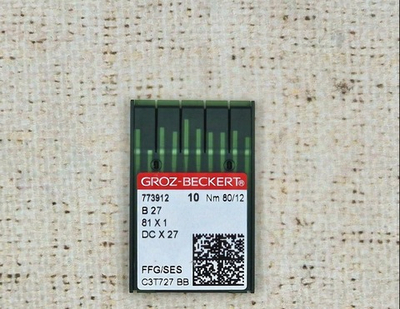 GROZ-BECKERT®
773912 10 Nm 80/12
B 27
81 X 1
DC X 27
FFG/SES
C3T727 BB